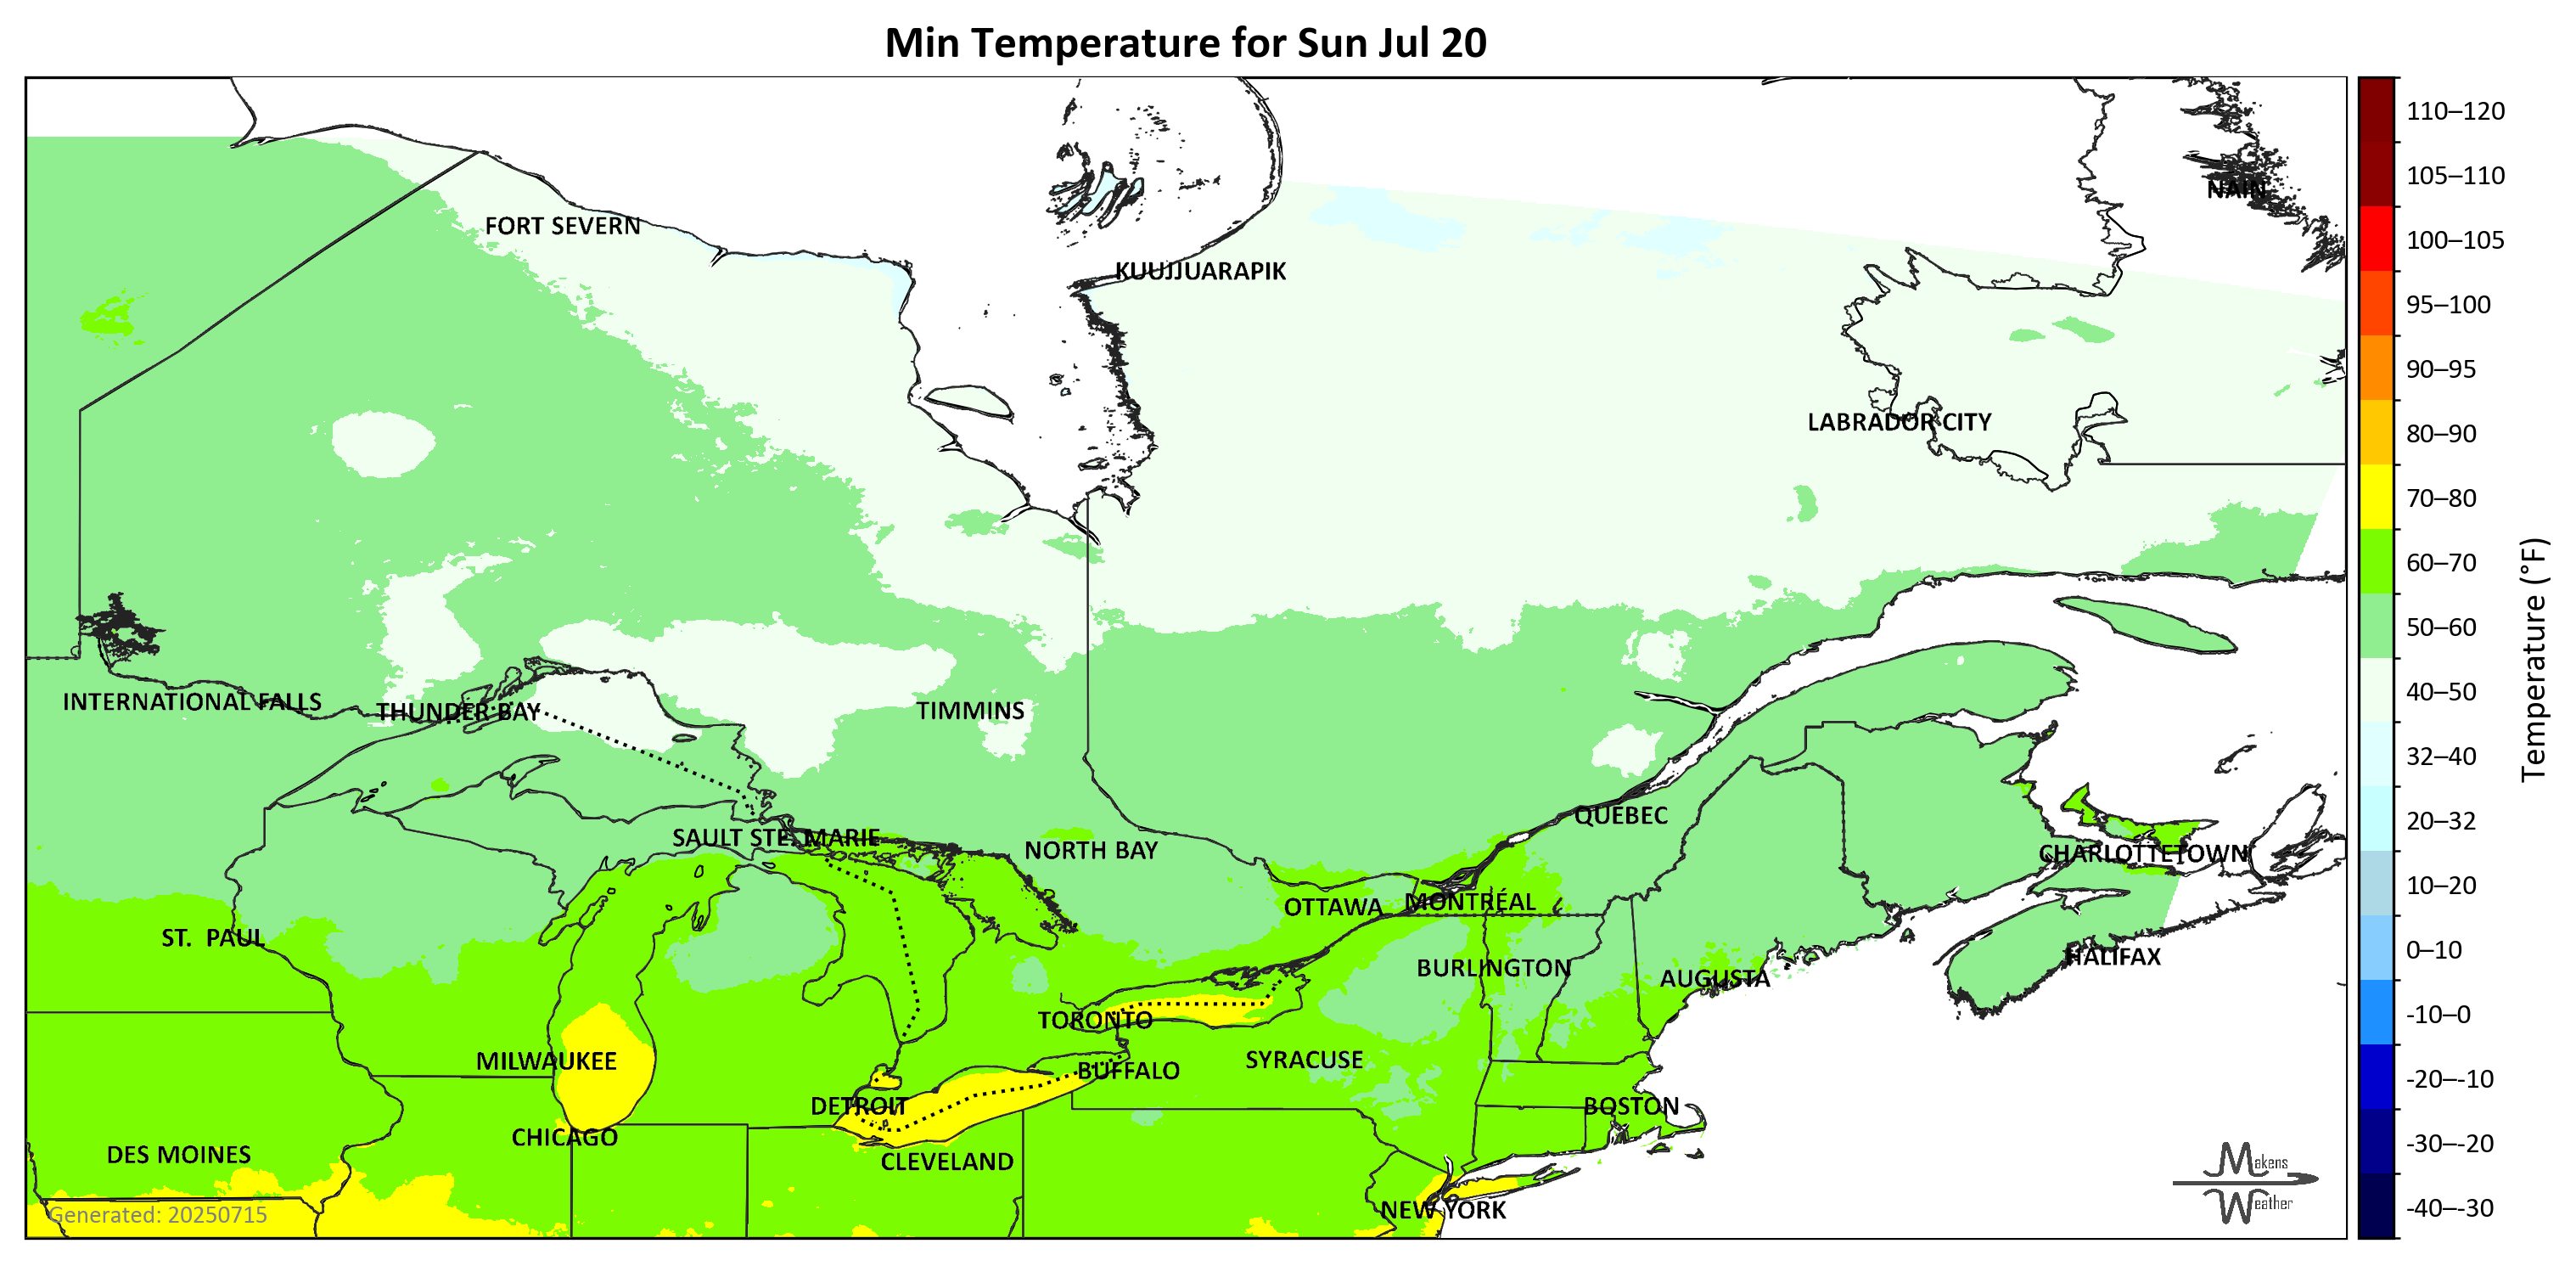 Min Temperature for Sun Jul 20
110–120
105–110
NAIN
FORT SEVERN
100–105
KUUJJUARAPIK
95–100
90–95
LABRADOR CITY
80–90
70–80
60–70
50–60
Temperature (°F)
INTERNATIONAL FALLS
THUNDER BAY
TIMMINS
40–50
32–40
QUÉBEC
20–32
SAULT STE. MARIE
NORTH BAY
CHARLOTTETOWN
10–20
OTTAWA
MONTRÉAL
ST. PAUL
0–10
HALIFAX
BURLINGTON
AUGUSTA
-10–0
TORONTO
MILWAUKEE
SYRACUSE
BUFFALO
-20–-10
DETROIT
BOSTON
CHICAGO
-30–-20
DES MOINES
CLEVELAND
Makens
Weather
NEW YORK
-40–-30
Generated: 20250715